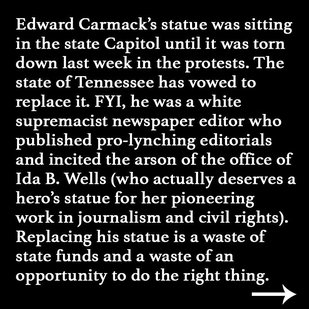 Edward Carmack’s statue was sitting
in the state Capitol until it was torn
down last week in the protests. The
state of Tennessee has vowed to
replace it. FYI, he was a white
supremacist newspaper editor who
published pro-lynching editorials
and incited the arson of the office of
Ida B. Wells (who actually deserves a
hero’s statue for her pioneering
work in journalism and civil rights).
Replacing his statue is a waste of
state funds and a waste of an
opportunity to do the right thing.